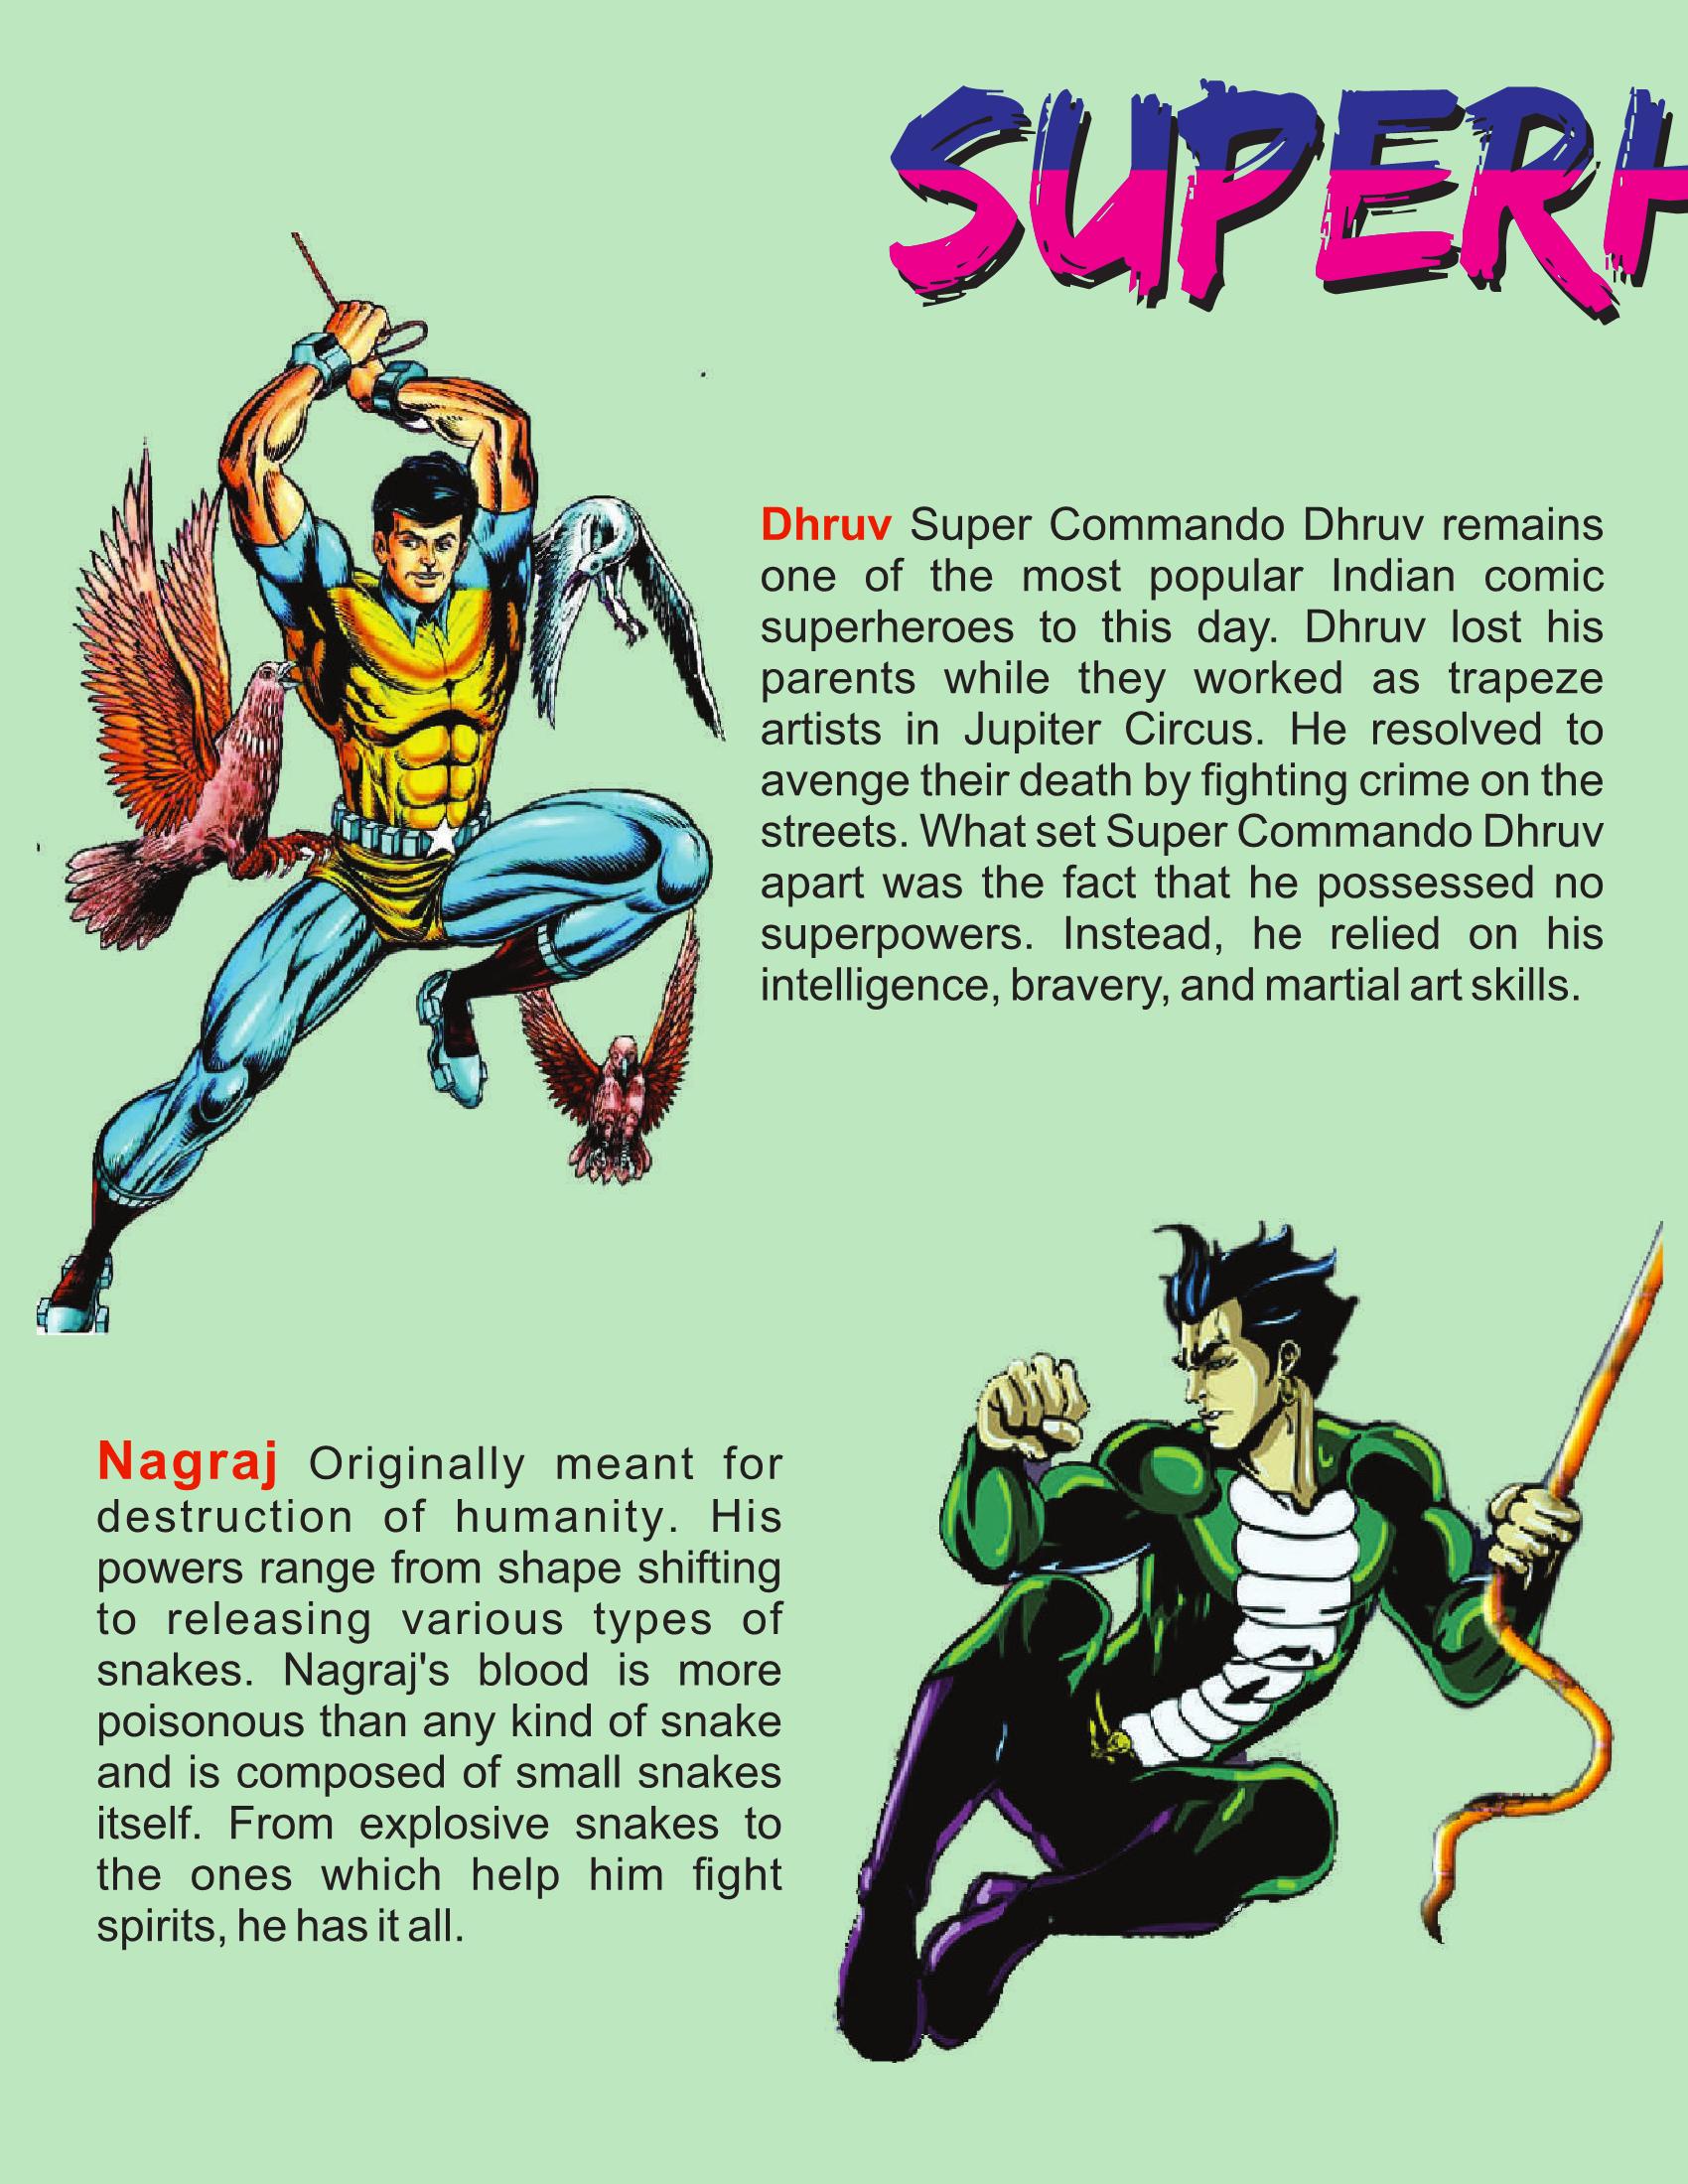 SUPERH
Dhruv Super Commando Dhruv remains
one of the most popular Indian comic
superheroes to this day. Dhruv lost his
parents while they worked as trapeze
artists in Jupiter Circus. He resolved to
avenge their death by fighting crime on the
streets. What set Super Commando Dhruv
apart was the fact that he possessed no
superpowers. Instead, he relied on his
intelligence, bravery, and martial art skills.
Nagraj Originally meant for
destruction of humanity. His
powers range from shape shifting
to releasing various types of
snakes. Nagraj's blood is more
poisonous than any kind of snake
and is composed of small snakes
itself. From explosive snakes to
the ones which help him fight
spirits, he has it all.